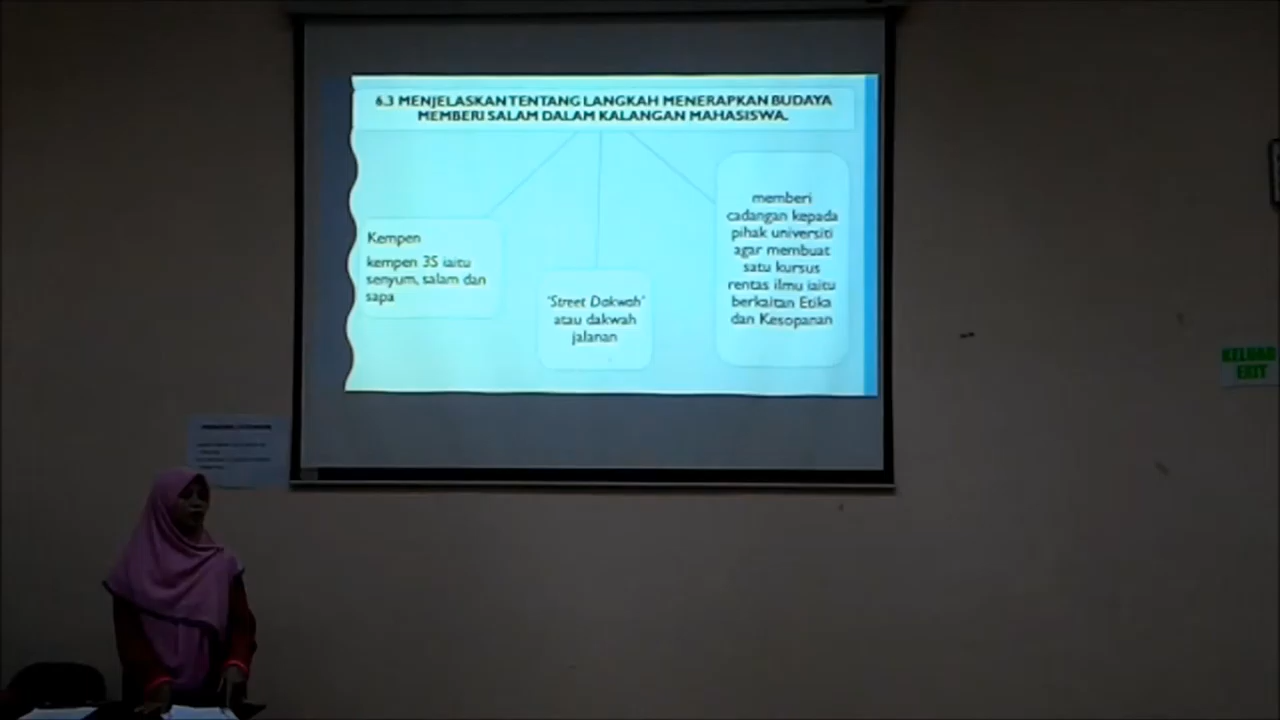 6.3 MENJELASKAN TENTANG LANGKAH MENERAPKAN BUDAYA
MEMBERI SALAM DALAM KALANGAN MAHASISWA.
Kempen
kempen 3S iaitu
senyum, salam dan
sapa
'Street Dakwah'
atau dakwah
jalanan
memberi
cadangan kepada
pihak universiti
agar membuat
satu kursus
rentas ilmu iaitu
berkaitan Etika
dan Kesopanan
KELUAR
EXIT